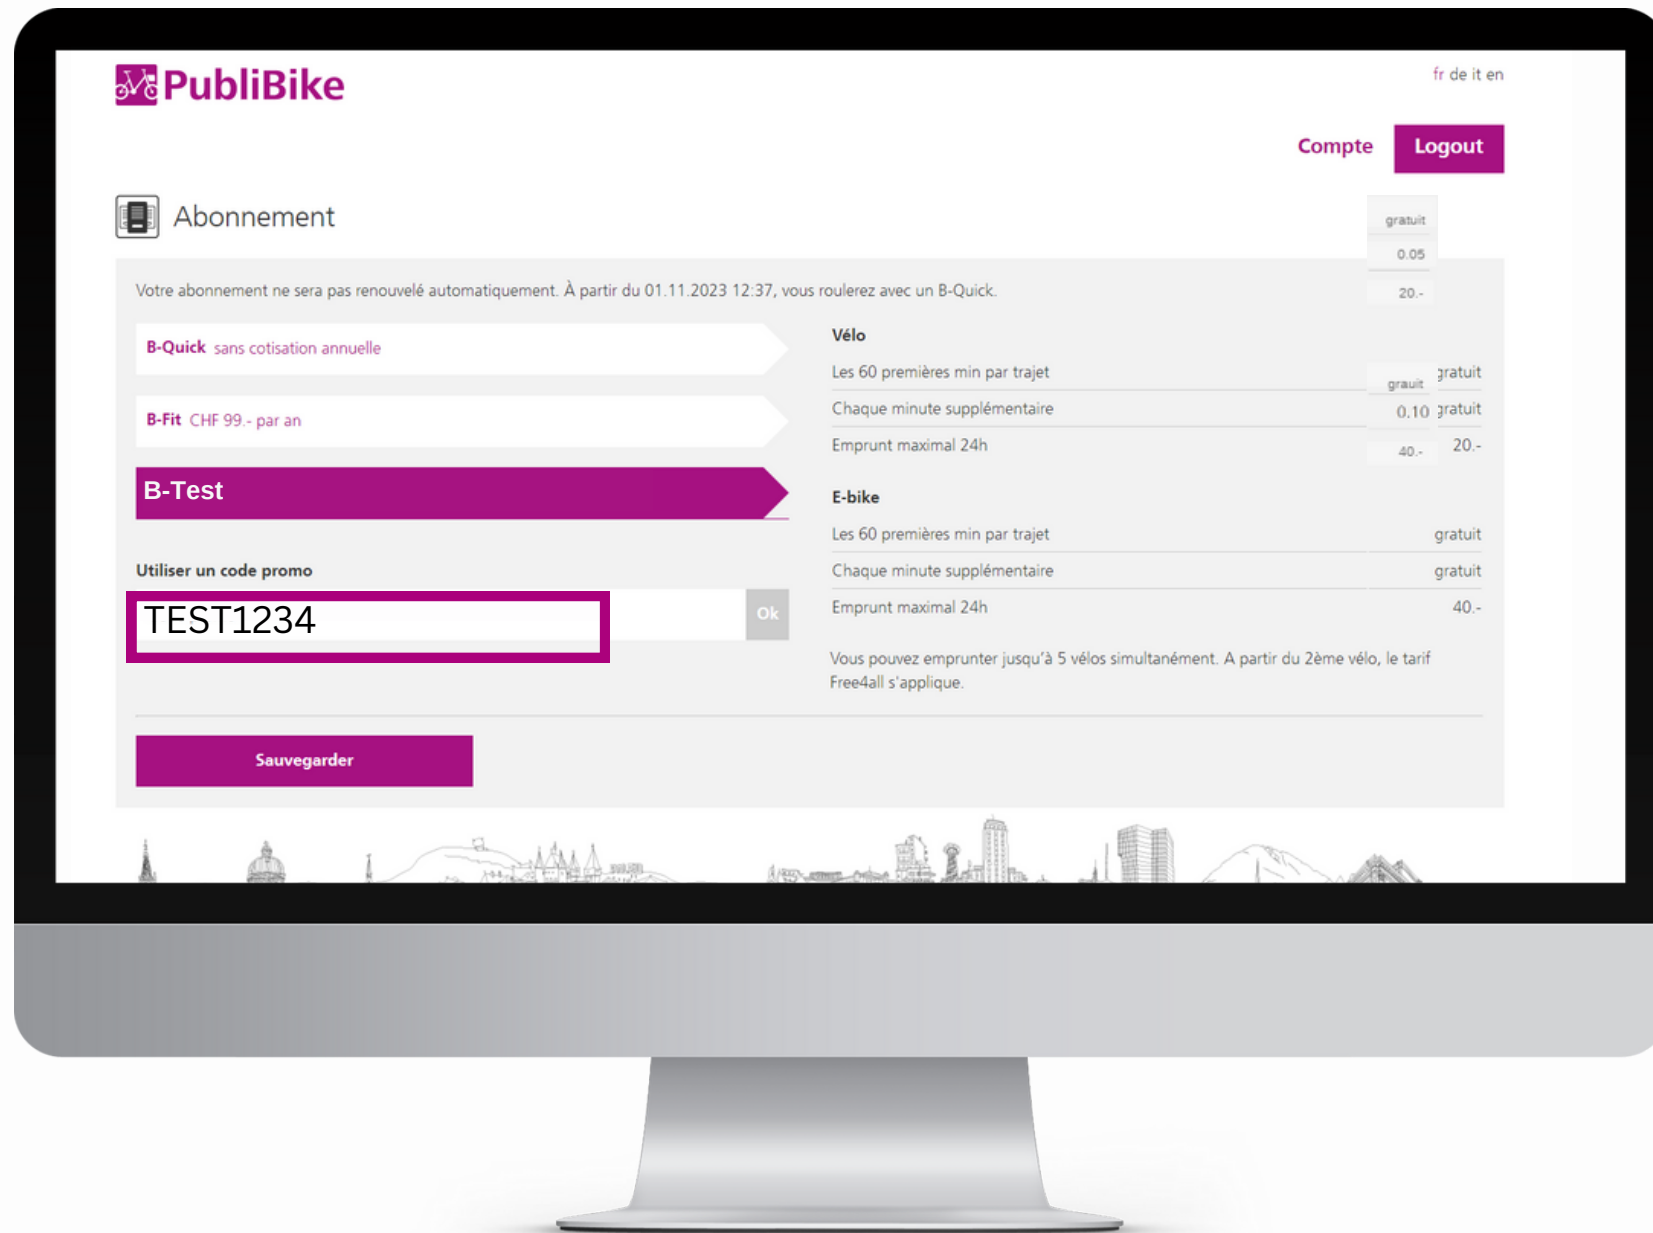 PubliBike
fr de it en
Compte
Logout
Abonnement
gratuit
0.05
20.-
Votre abonnement ne sera pas renouvelé automatiquement. À partir du 01.11.2023 12:37, vous roulerez avec un B-Quick.
B-Quick sans cotisation annuelle
B-Fit CHF 99.- par an
B-Test
Utiliser un code promo
TEST1234
Ok
Vélo
Les 60 premières min par trajet grauit gratuit
Chaque minute supplémentaire 0.10 gratuit
Emprunt maximal 24h 40.- 20.-
E-bike
Les 60 premières min par trajet gratuit
Chaque minute supplémentaire gratuit
Emprunt maximal 24h 40.-
Vous pouvez emprunter jusqu'à 5 vélos simultanément. A partir du 2ème vélo, le tarif
Free4all s'applique.
Sauvegarder